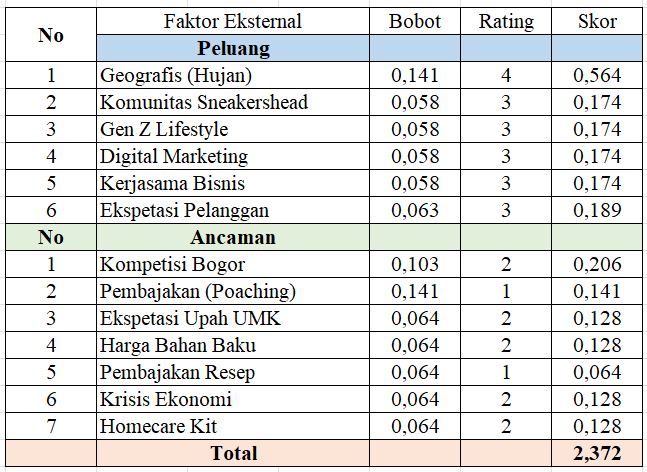 No Faktor Eksternal Bobot Rating Skor
Peluang
1 Geografis (Hujan) 0,141 4 0,564
2 Komunitas Sneakershead 0,058 3 0,174
3 Gen Z Lifestyle 0,058 3 0,174
4 Digital Marketing 0,058 3 0,174
5 Kerjasama Bisnis 0,058 3 0,174
6 Ekspetasi Pelanggan 0,063 3 0,189
No Ancaman
1 Kompetisi Bogor 0,103 2 0,206
2 Pembajakan (Poaching) 0,141 1 0,141
3 Ekspetasi Upah UMK 0,064 2 0,128
4 Harga Bahan Baku 0,064 2 0,128
5 Pembajakan Resep 0,064 1 0,064
6 Krisis Ekonomi 0,064 2 0,128
7 Homecare Kit 0,064 2 0,128
Total 2,372